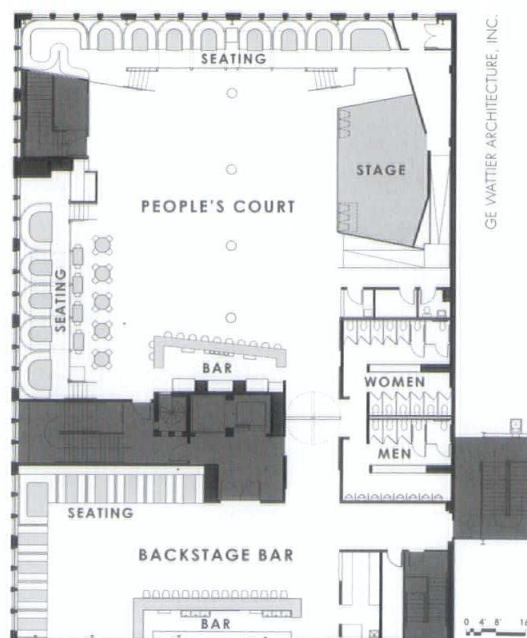 SEATING
GE WATTIER ARCHITECTURE, INC.
STAGE
PEOPLE'S COURT
SEATING
BAR
WOMEN
MEN
SEATING
BACKSTAGE BAR
BAR
0 4' 8'